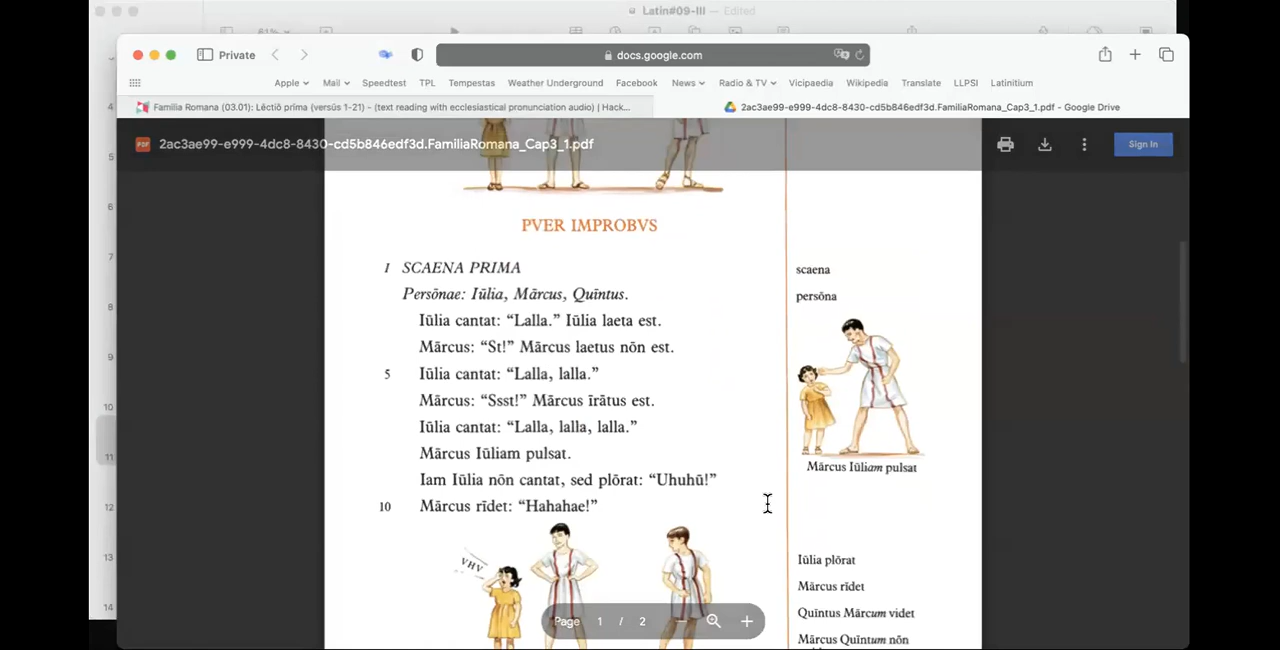 Latin#09-III — Edited
61%
Private
docs.google.com
Apple Mail Speedtest TPL Tempestas Weather Underground Facebook News Radio & TV Vicipaedia Wikipedia Translate LLPSI Latinitium
Familia Romana (03.01): Lēctiō prīma (versūs 1-21) - (text reading with ecclesiastical pronunciation audio) | Hack...
2ac3ae99-e999-4dc8-8430-cd5b846edf3d.FamiliaRomana_Cap3_1.pdf - Google Drive
PDF 2ac3ae99-e999-4dc8-8430-cd5b846edf3d.FamiliaRomana_Cap3_1.pdf
Sign In
4
5
6
7
8
9
10
11
12
13
14
PVER IMPROBVS
1 SCAENA PRIMA
Persōnae: Iūlia, Mārcus, Quīntus.
Iūlia cantat: “Lalla.” Iūlia laeta est.
Mārcus: “St!” Mārcus laetus nōn est.
5 Iūlia cantat: “Lalla, lalla.”
Mārcus: “Ssst!” Mārcus īrātus est.
Iūlia cantat: “Lalla, lalla, lalla.”
Mārcus Iūliam pulsat.
Iam Iūlia nōn cantat, sed plōrat: “Uhuhū!”
10 Mārcus rīdet: “Hahahae!”
VHV
scaena
persōna
Mārcus Iūliam pulsat
Iūlia plōrat
Mārcus rīdet
Quīntus Mārcum videt
Mārcus Quīntum nōn
Page 1 / 2